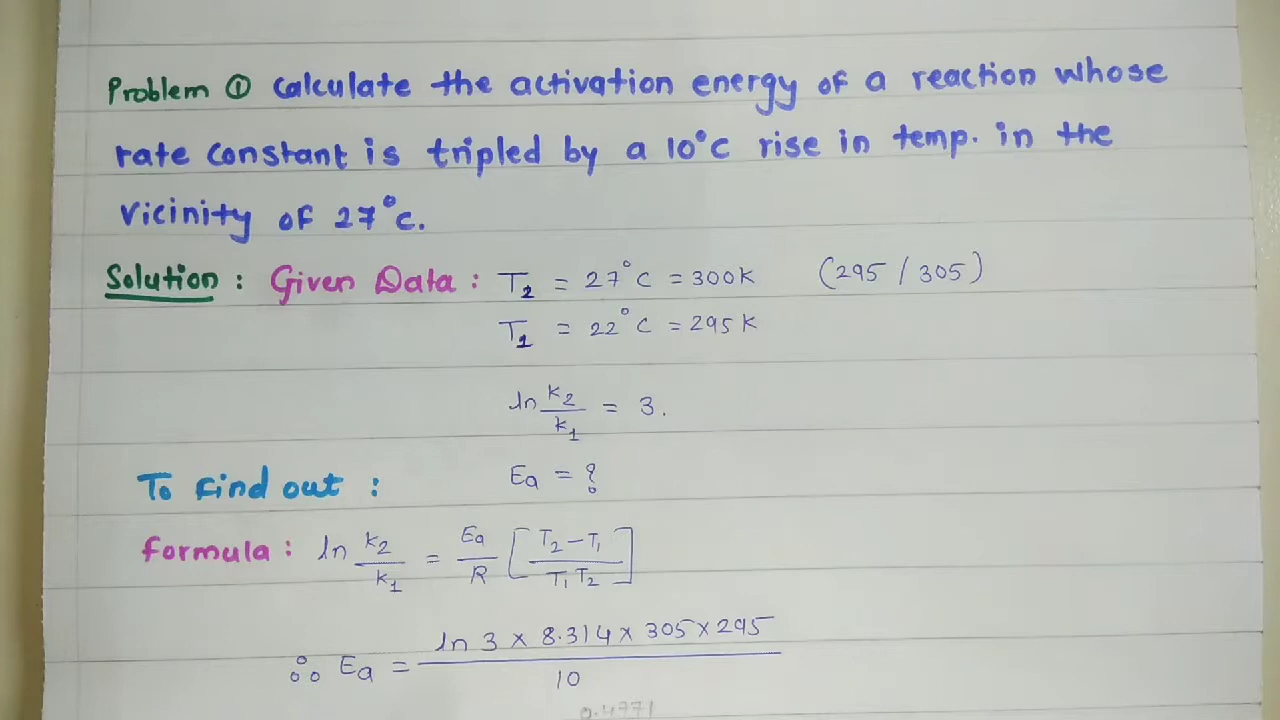 Problem ① Calculate the activation energy of a reaction whose
rate constant is tripled by a 10°C rise in temp. in the
vicinity of 27°C.
Solution : Given Data : T₂ = 27°C = 300K (295 / 305)
T₁ = 22°C = 295K
ln K₂/K₁ = 3.
To Find out : Ea = ?
Formula : ln K₂/K₁ = Ea/R [T₂-T₁/T₁T₂]
∴ Ea = ln 3 × 8.314 × 305 × 295 / 10
0.4771